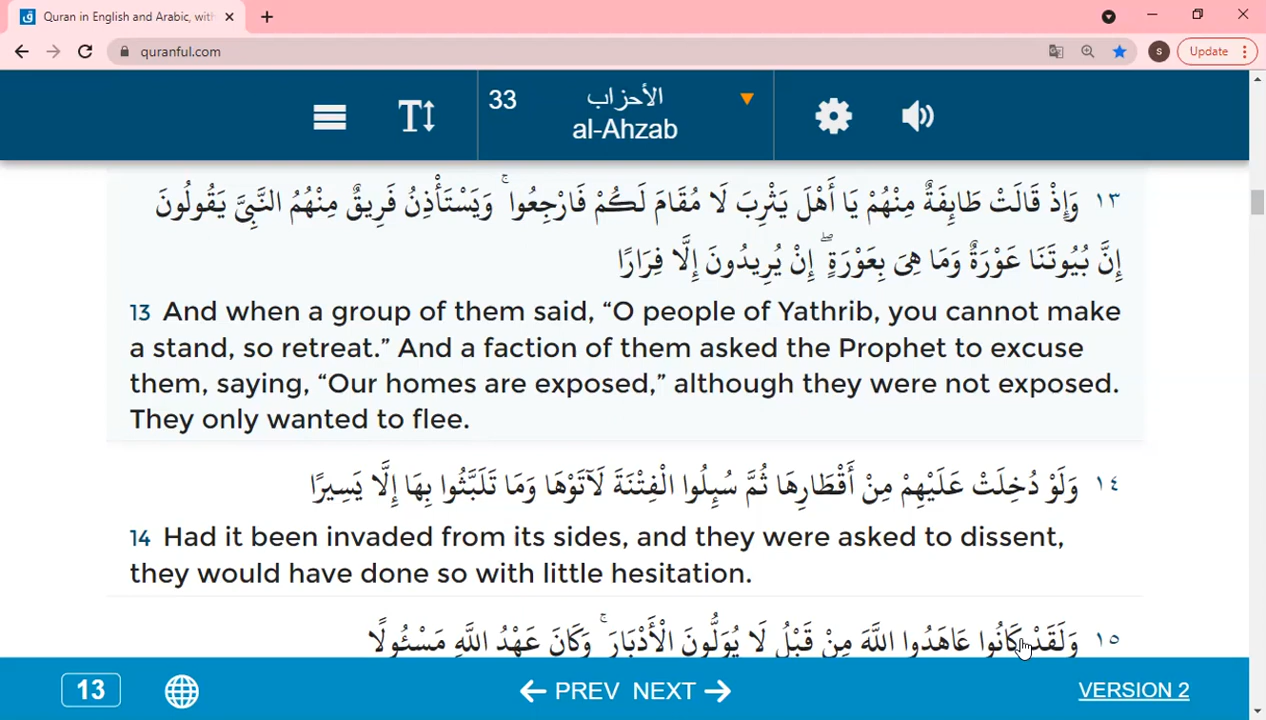 Quran in English and Arabic, with
quranful.com
S
Update
33
الأحزاب
al-Ahzab
١٣ وَإِذْ قَالَتْ طَائِفَةٌ مِنْهُمْ يَا أَهْلَ يَثْرِبَ لَا مُقَامَ لَكُمْ فَارْجِعُوا ۚ وَيَسْتَأْذِنُ فَرِيقٌ مِنْهُمُ النَّبِيَّ يَقُولُونَ
إِنَّ بُيُوتَنَا عَوْرَةٌ وَمَا هِيَ بِعَوْرَةٍ ۖ إِنْ يُرِيدُونَ إِلَّا فِرَارًا
13 And when a group of them said, “O people of Yathrib, you cannot make
a stand, so retreat.” And a faction of them asked the Prophet to excuse
them, saying, “Our homes are exposed,” although they were not exposed.
They only wanted to flee.
١٤ وَلَوْ دُخِلَتْ عَلَيْهِمْ مِنْ أَقْطَارِهَا ثُمَّ سُئِلُوا الْفِتْنَةَ لَآتَوْهَا وَمَا تَلَبَّثُوا بِهَا إِلَّا يَسِيرًا
14 Had it been invaded from its sides, and they were asked to dissent,
they would have done so with little hesitation.
١٥ وَلَقَدْ كَانُوا عَاهَدُوا اللَّهَ مِنْ قَبْلُ لَا يُوَلُّونَ الْأَدْبَارَ ۚ وَكَانَ عَهْدُ اللَّهِ مَسْئُولًا
13
PREV NEXT
VERSION 2